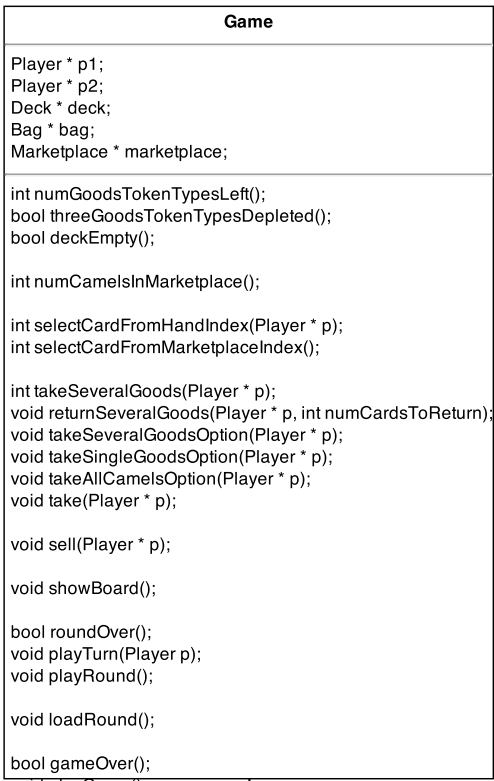 Game
Player * p1;
Player * p2;
Deck * deck;
Bag * bag;
Marketplace * marketplace;
int numGoodsTokenTypesLeft();
bool threeGoodsTokenTypesDepleted();
bool deckEmpty();
int numCamelsInMarketplace();
int selectCardFromHandIndex(Player * p);
int selectCardFromMarketplaceIndex();
int takeSeveralGoods(Player * p);
void returnSeveralGoods(Player * p, int numCardsToReturn);
void takeSeveralGoodsOption(Player * p);
void takeSingleGoodsOption(Player * p);
void takeAllCamelsOption(Player * p);
void take(Player * p);
void sell(Player * p);
void showBoard();
bool roundOver();
void playTurn(Player p);
void playRound();
void loadRound();
bool gameOver();